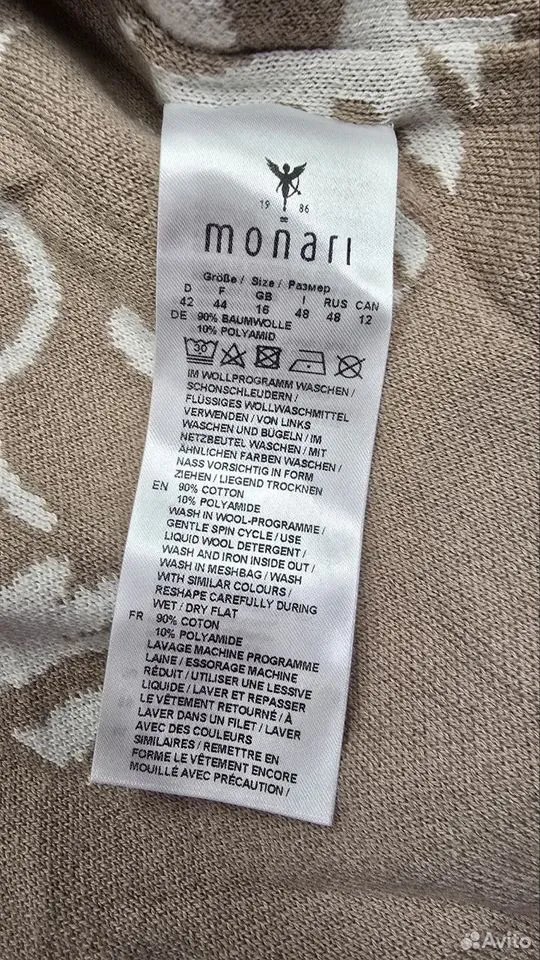 19 86
monari
Größe / Size / Размер
D F GB I RUS CAN
42 44 16 48 48 12
DE 90% BAUMWOLLE
10% POLYAMID
30
IM WOLLPROGRAMM WASCHEN /
SCHONSCHLEUDERN /
FLÜSSIGES WOLLWASCHMITTEL
VERWENDEN / VON LINKS
WASCHEN UND BÜGELN / IM
NETZBEUTEL WASCHEN / MIT
ÄHNLICHEN FARBEN WASCHEN /
NASS VORSICHTIG IN FORM
ZIEHEN / LIEGEND TROCKNEN
EN 90% COTTON
10% POLYAMIDE
WASH IN WOOL-PROGRAMME /
GENTLE SPIN CYCLE / USE
LIQUID WOOL DETERGENT /
WASH AND IRON INSIDE OUT /
WASH IN MESHBAG / WASH
WITH SIMILAR COLOURS /
RESHAPE CAREFULLY DURING
WET / DRY FLAT
FR 90% COTON
10% POLYAMIDE
LAVAGE MACHINE PROGRAMME
LAINE / ESSORAGE MACHINE
RÉDUIT / UTILISER UNE LESSIVE
LIQUIDE / LAVER ET REPASSER
LE VÊTEMENT RETOURNÉ / À
LAVER DANS UN FILET / LAVER
AVEC DES COULEURS
SIMILAIRES / REMETTRE EN
FORME LE VÊTEMENT ENCORE
MOUILLÉ AVEC PRÉCAUTION /
Avito